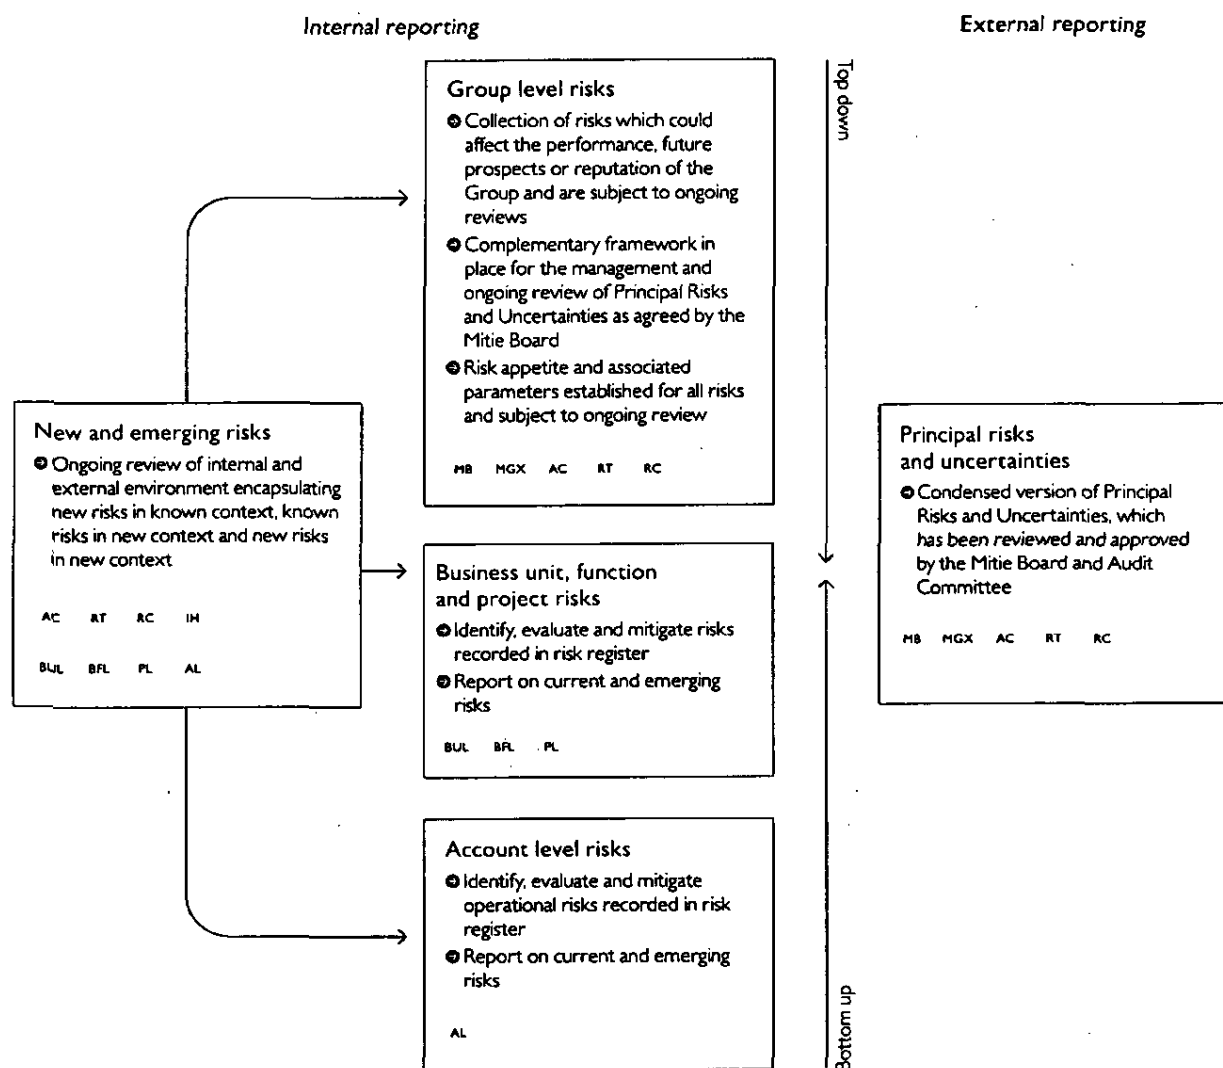 Internal reporting
External reporting
Group level risks
Collection of risks which could
affect the performance, future
prospects or reputation of the
Group and are subject to ongoing
reviews
Complementary framework in
place for the management and
ongoing review of Principal Risks
and Uncertainties as agreed by the
Mitie Board
Risk appetite and associated
parameters established for all risks
and subject to ongoing review
MB MGX AC RT RC
Top down
New and emerging risks
Ongoing review of internal and
external environment encapsulating
new risks in known context, known
risks in new context and new risks
in new context
AC RT RC IH
BUL BFL PL AL
Business unit, function
and project risks
Identify, evaluate and mitigate risks
recorded in risk register
Report on current and emerging
risks
BUL BFL PL
Account level risks
Identify, evaluate and mitigate
operational risks recorded in risk
register
Report on current and emerging
risks
AL
Bottom up
Principal risks
and uncertainties
Condensed version of Principal
Risks and Uncertainties, which
has been reviewed and approved
by the Mitie Board and Audit
Committee
MB MGX AC RT RC